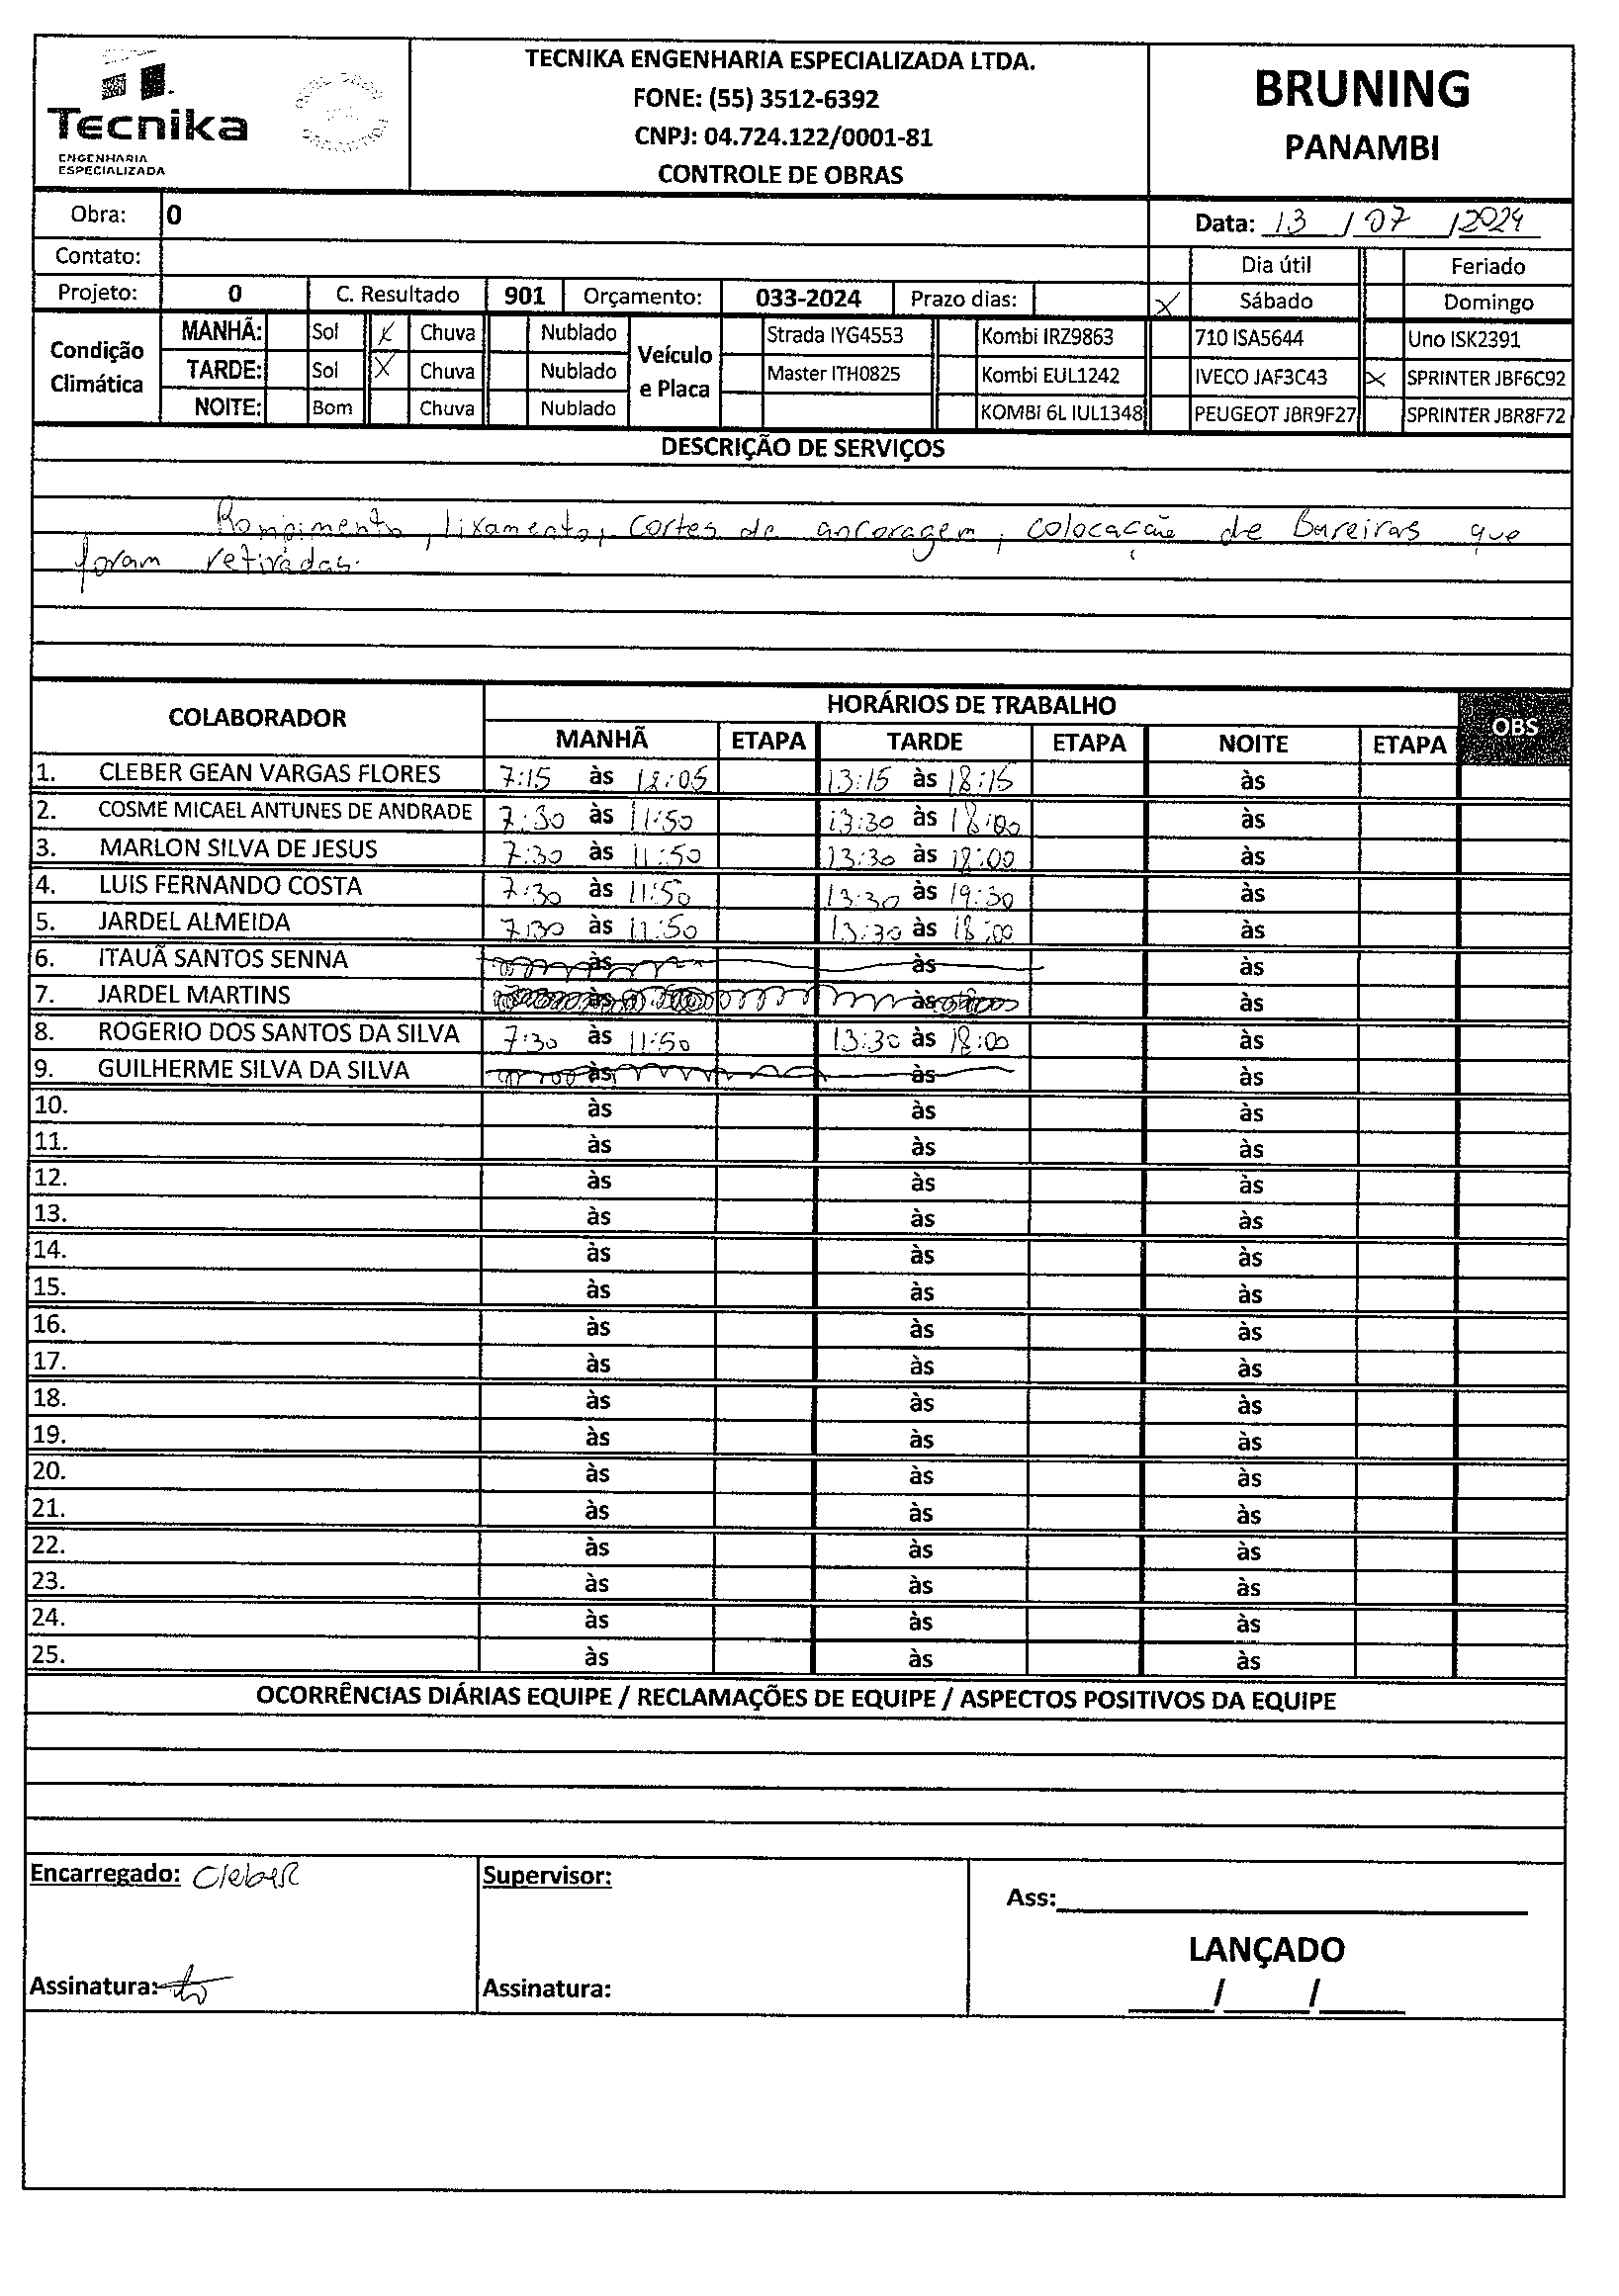 Tecnika
ENGENHARIA
ESPECIALIZADA
TECNIKA ENGENHARIA ESPECIALIZADA LTDA.
FONE: (55) 3512-6392
CNPJ: 04.724.122/0001-81
CONTROLE DE OBRAS
BRUNING
PANAMBI
Obra: 0
Data: 13 / 07 / 2024
Contato:
Dia útil Feriado
Projeto: 0 C. Resultado 901 Orçamento: 033-2024 Prazo dias: X Sábado Domingo
Condição Climática
MANHÃ: Sol X Chuva Nublado
TARDE: Sol X Chuva Nublado
NOITE: Bom Chuva Nublado
Veículo e Placa
Strada IYG4553 Kombi IRZ9863 710 ISA5644 Uno ISK2391
Master ITH0825 Kombi EUL1242 IVECO JAF3C43 X SPRINTER JBF6C92
KOMBI 6L IUL1348 PEUGEOT JBR9F27 SPRINTER JBR8F72
DESCRIÇÃO DE SERVIÇOS
Rompimento, lixamento, cortes de ancoragem, colocação de Bareiras que
foram retiradas.
COLABORADOR HORÁRIOS DE TRABALHO OBS
MANHÃ ETAPA TARDE ETAPA NOITE ETAPA
1. CLEBER GEAN VARGAS FLORES 7:15 às 12:05 13:15 às 18:15 às
2. COSME MICAEL ANTUNES DE ANDRADE 7:30 às 11:50 13:30 às 18:00 às
3. MARLON SILVA DE JESUS 7:30 às 11:50 13:30 às 18:00 às
4. LUIS FERNANDO COSTA 7:30 às 11:50 13:30 às 19:30 às
5. JARDEL ALMEIDA 7:30 às 11:50 13:30 às 18:00 às
6. ITAUÃ SANTOS SENNA às às às
7. JARDEL MARTINS às às às
8. ROGERIO DOS SANTOS DA SILVA 7:30 às 11:50 13:30 às 18:00 às
9. GUILHERME SILVA DA SILVA às às às
10. às às às
11. às às às
12. às às às
13. às às às
14. às às às
15. às às às
16. às às às
17. às às às
18. às às às
19. às às às
20. às às às
21. às às às
22. às às às
23. às às às
24. às às às
25. às às às
OCORRÊNCIAS DIÁRIAS EQUIPE / RECLAMAÇÕES DE EQUIPE / ASPECTOS POSITIVOS DA EQUIPE
Encarregado: Cleber
Supervisor:
Ass:
LANÇADO
Assinatura:
Assinatura:
/ /